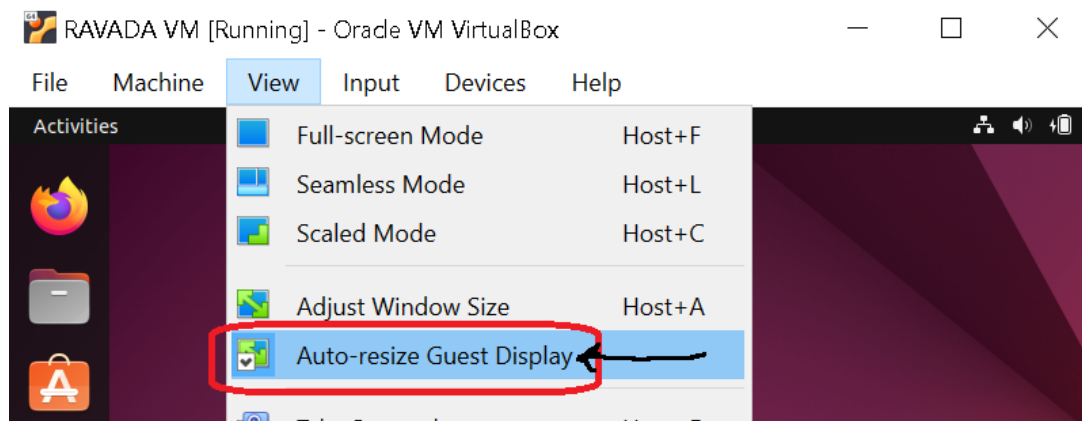 RAVADA VM [Running] - Oracle VM VirtualBox
File Machine View Input Devices Help
Activities
Full-screen Mode Host+F
Seamless Mode Host+L
Scaled Mode Host+C
Adjust Window Size Host+A
Auto-resize Guest Display